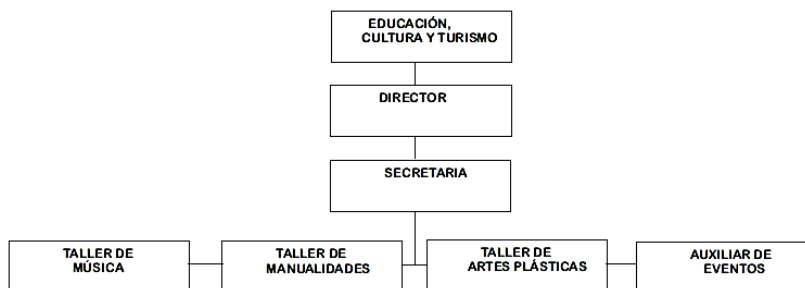 EDUCACIÓN,
CULTURA Y TURISMO
DIRECTOR
SECRETARIA
TALLER DE
MÚSICA
TALLER DE
MANUALIDADES
TALLER DE
ARTES PLÁSTICAS
AUXILIAR DE
EVENTOS